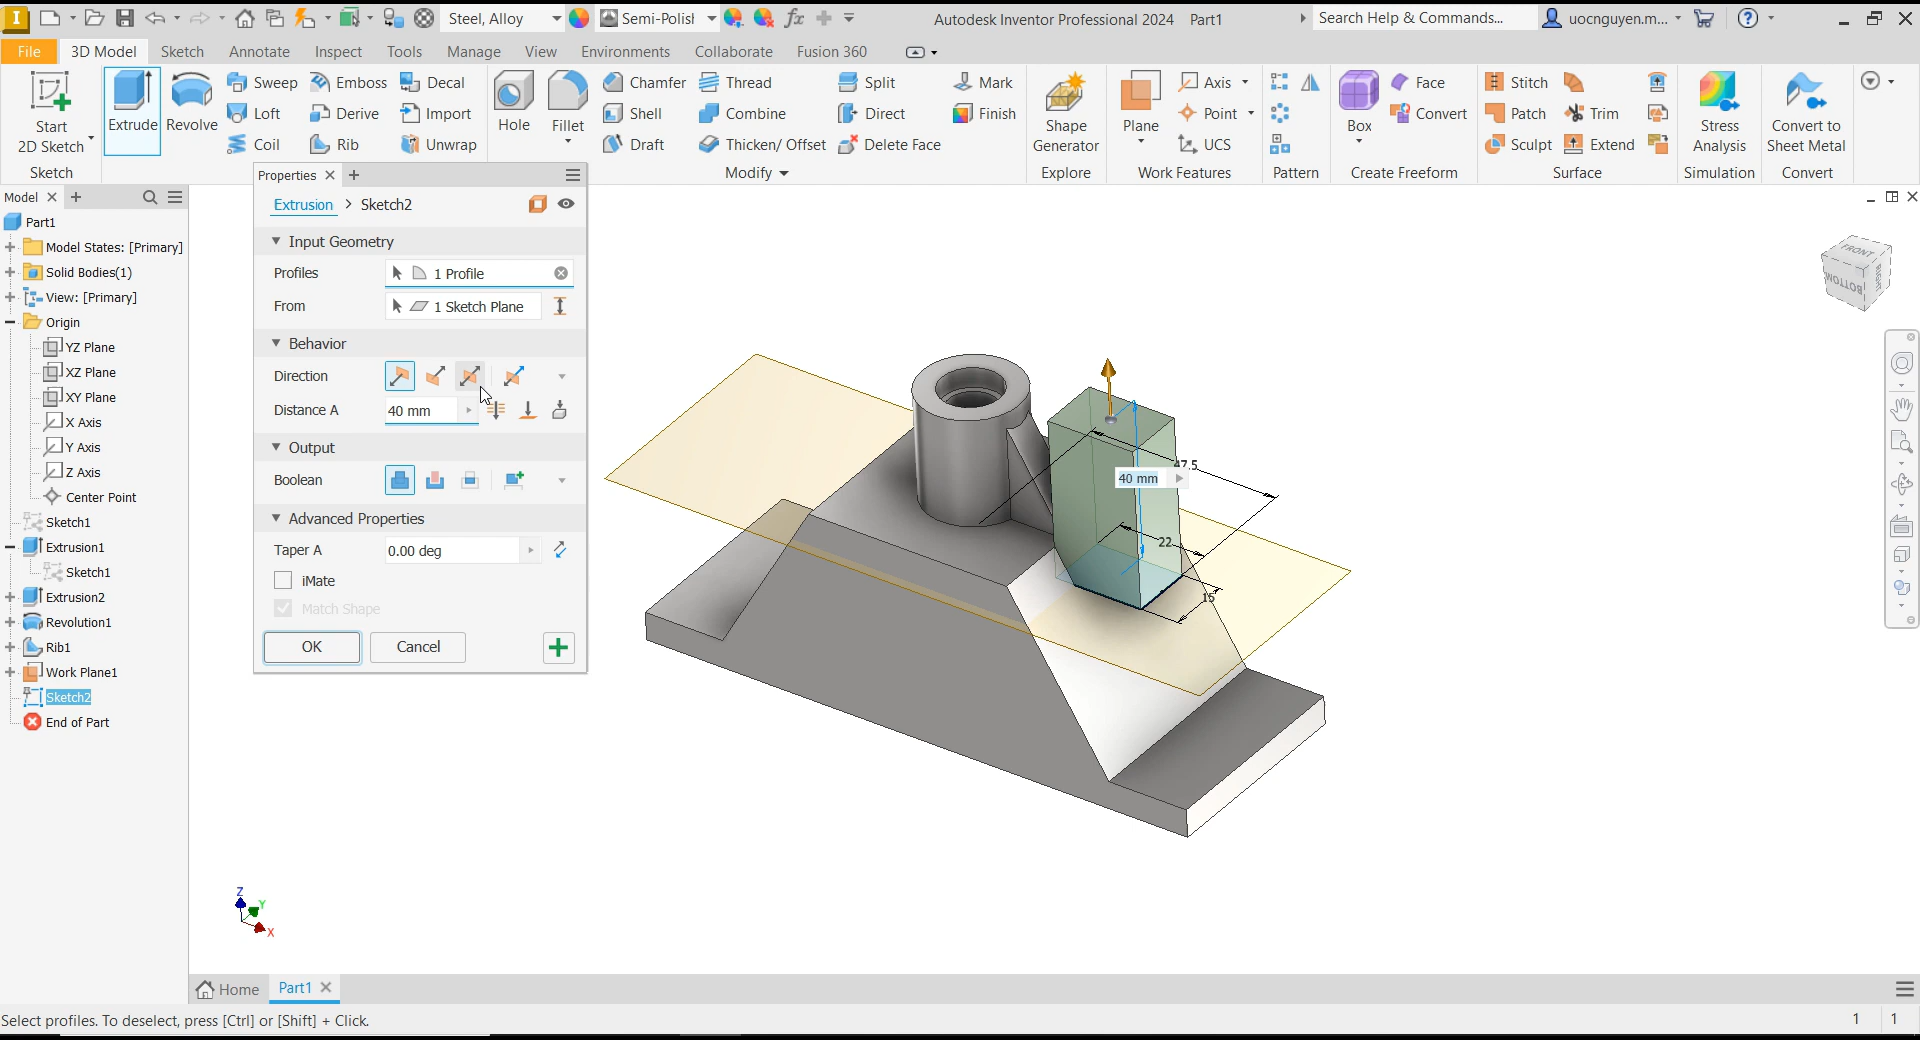 Steel, Alloy
Semi-Polisl
Autodesk Inventor Professional 2024 Part1
Search Help & Commands...
uocnguyen.m...
File 3D Model Sketch Annotate Inspect Tools Manage View Environments Collaborate Fusion 360
Start
2D Sketch
Extrude Revolve
Sweep Emboss Decal
Loft Derive Import
Coil Rib Unwrap
Hole Fillet
Chamfer Thread Split Mark
Shell Combine Direct Finish
Draft Thicken/ Offset Delete Face
Shape
Generator
Plane
Axis
Point
UCS
Box
Face
Convert
Stitch
Patch Trim
Sculpt Extend
Stress
Analysis
Convert to
Sheet Metal
Sketch Modify Explore Work Features Pattern Create Freeform Surface Simulation Convert
Model
Part1
Model States: [Primary]
Solid Bodies(1)
View: [Primary]
Origin
YZ Plane
XZ Plane
XY Plane
X Axis
Y Axis
Z Axis
Center Point
Sketch1
Extrusion1
Sketch1
Extrusion2
Revolution1
Rib1
Work Plane1
Sketch2
End of Part
Properties
Extrusion > Sketch2
Input Geometry
Profiles 1 Profile
From 1 Sketch Plane
Behavior
Direction
Distance A 40 mm
Output
Boolean
Advanced Properties
Taper A 0.00 deg
iMate
Match Shape
OK Cancel
47.5
40 mm
22
15
FRONT
BOTTOM
Z
Y
X
Home Part1
Select profiles. To deselect, press [Ctrl] or [Shift] + Click.
1 1